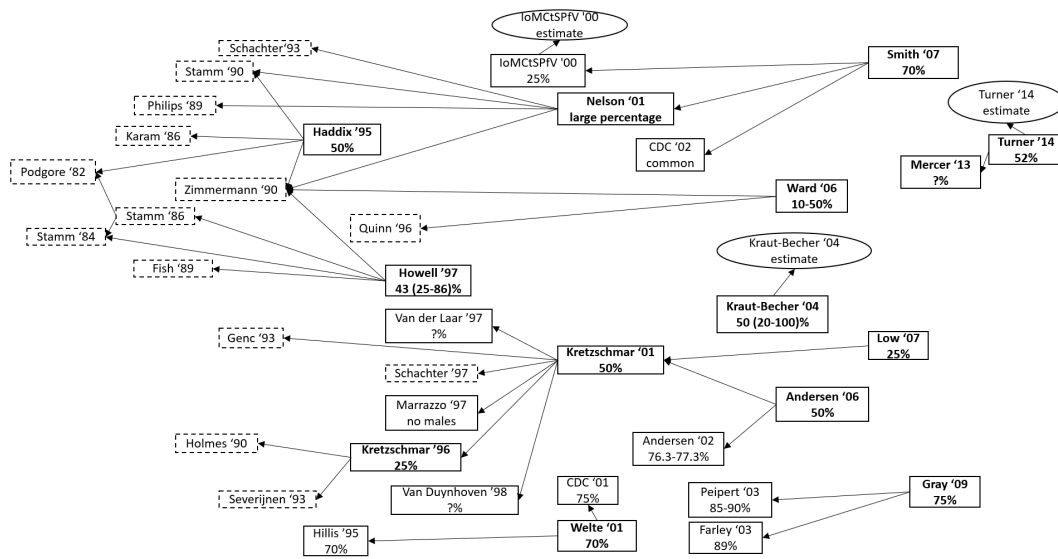 IoMCtSPfV '00
estimate
Schachter'93
Stamm '90
IoMCtSPfV '00
25%
Smith '07
70%
Philips '89
Nelson '01
large percentage
Turner '14
estimate
Karam '86
Haddix '95
50%
CDC '02
common
Turner '14
52%
Mercer '13
?%
Podgore '82
Zimmermann '90
Ward '06
10-50%
Stamm '86
Quinn '96
Stamm '84
Kraut-Becher '04
estimate
Fish '89
Howell '97
43 (25-86)%
Kraut-Becher '04
50 (20-100)%
Van der Laar '97
?%
Genc '93
Kretzschmar '01
50%
Low '07
25%
Schachter '97
Marrazzo '97
no males
Andersen '06
50%
Holmes '90
Kretzschmar '96
25%
Andersen '02
76.3-77.3%
Severijnen '93
Van Duynhoven '98
?%
CDC '01
75%
Peipert '03
85-90%
Gray '09
75%
Hillis '95
70%
Welte '01
70%
Farley '03
89%